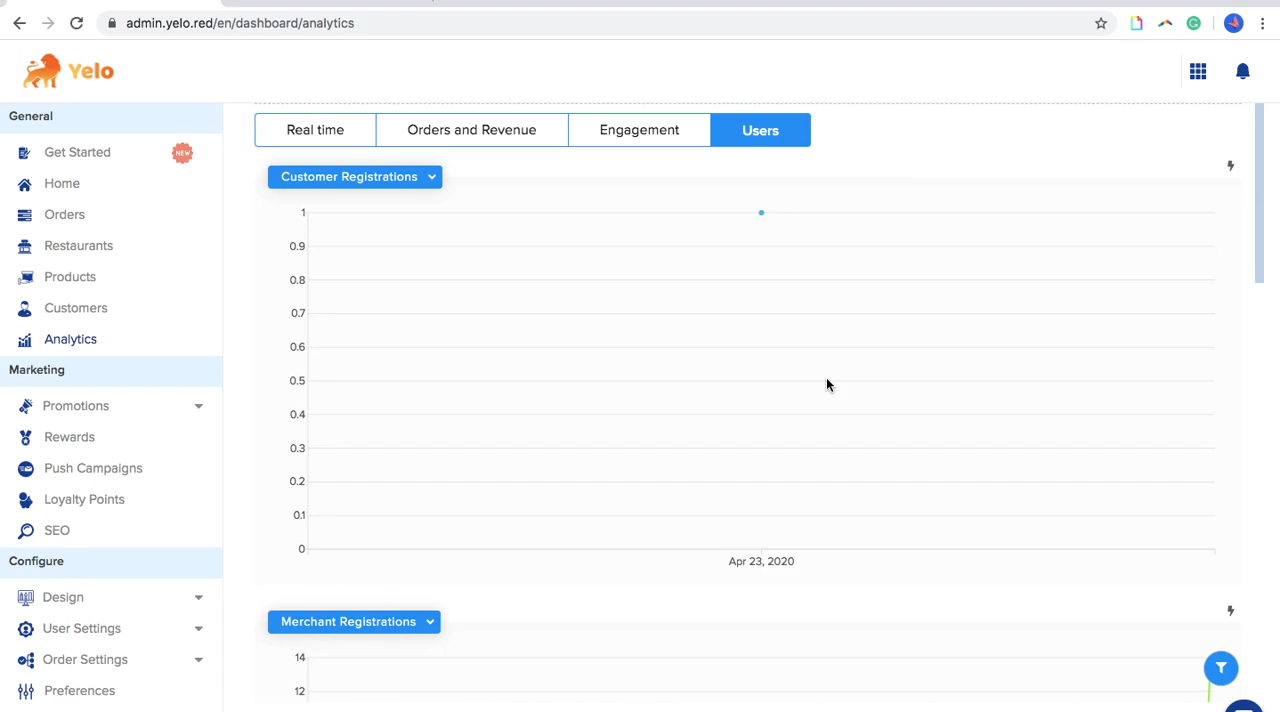 admin.yelo.red/en/dashboard/analytics
Yelo
General
Get Started
NEW
Home
Orders
Restaurants
Products
Customers
Analytics
Marketing
Promotions
Rewards
Push Campaigns
Loyalty Points
SEO
Configure
Design
User Settings
Order Settings
Preferences
Real time
Orders and Revenue
Engagement
Users
Customer Registrations
1
0.9
0.8
0.7
0.6
0.5
0.4
0.3
0.2
0.1
0
Apr 23, 2020
Merchant Registrations
14
12